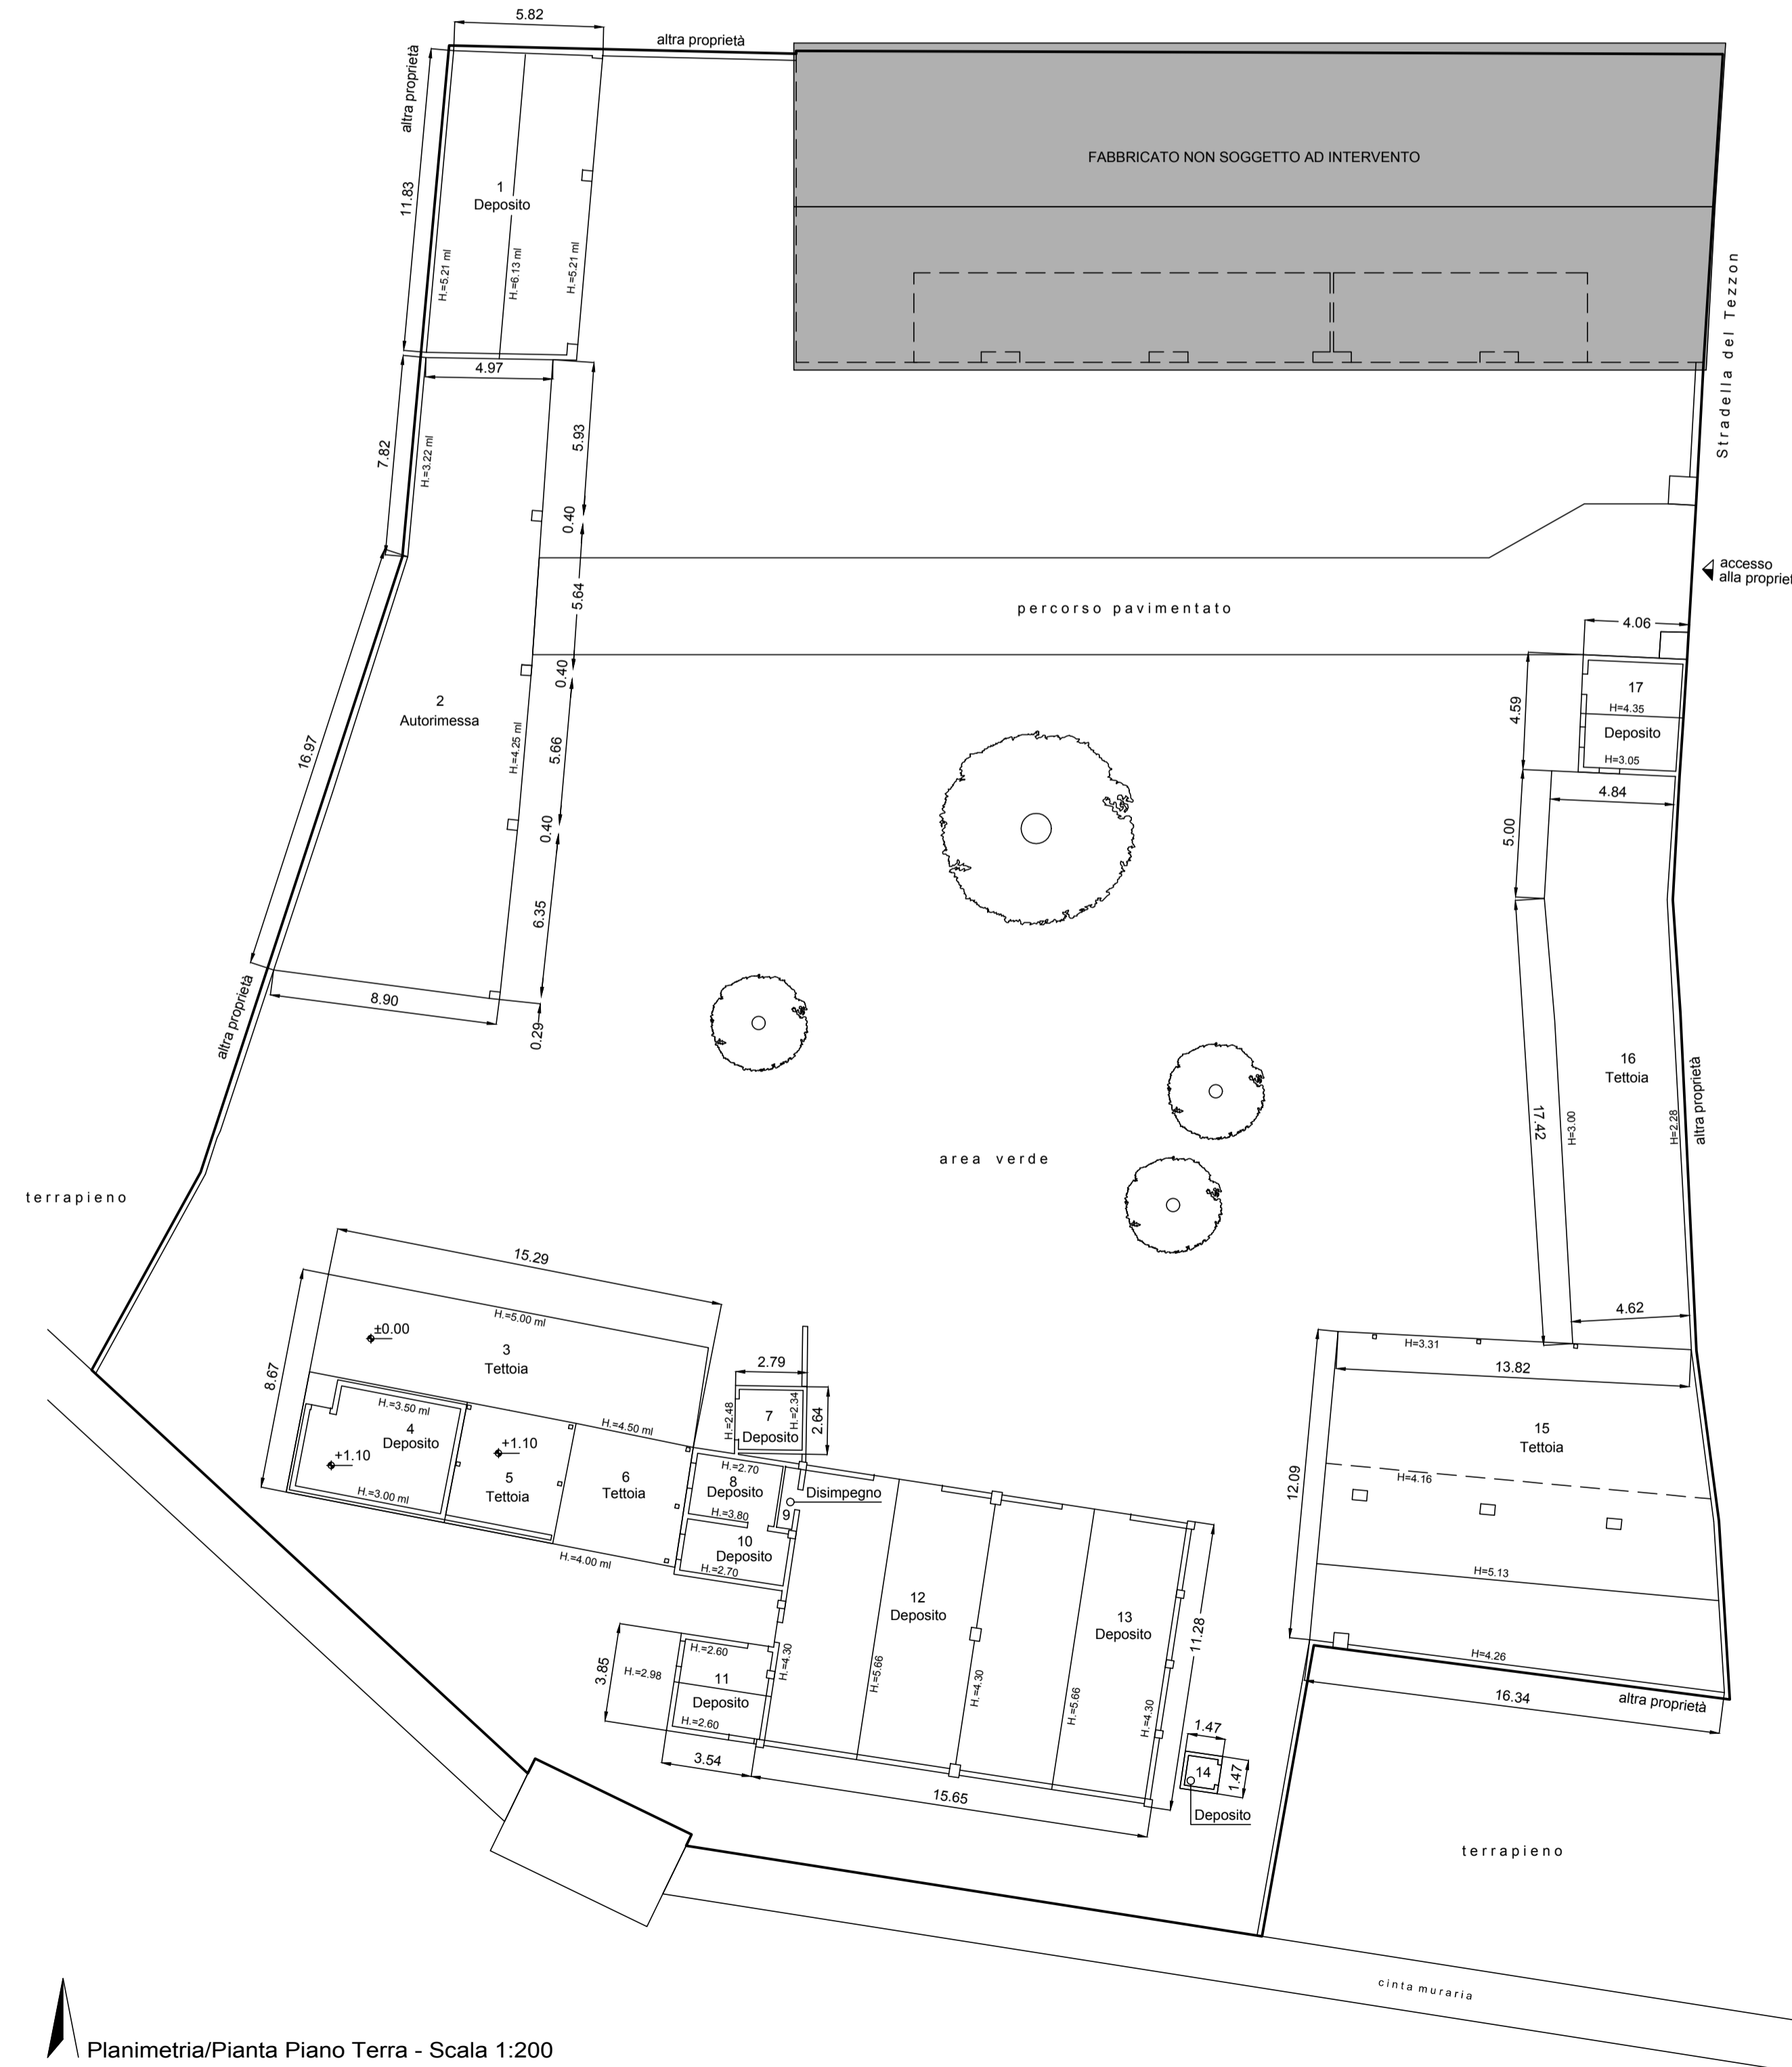 5.82
altra proprietà
altra proprietà
FABBRICATO NON SOGGETTO AD INTERVENTO
1
Deposito
11.83
H.=5.21 ml
H.=6.13 ml
H.=5.21 ml
Stradella del Tezzon
4.97
7.82
H.=3.22 ml
5.93
0.40
5.64
accesso
percorso pavimentato
4.06
0.40
2
Autorimessa
16.97
H.=4.25 ml
5.66
0.40
6.35
17
H=4.35
Deposito
H=3.05
4.59
4.84
5.00
8.90
0.29
altra proprietà
16
Tettoia
17.42
H=3.00
H=2.28
altra proprietà
area verde
terrapieno
15.29
H.=5.00 ml
±0.00
3
Tettoia
8.67
4.62
H=3.31
13.82
2.79
H.=3.50 ml
4
Deposito
+1.10
H.=3.00 ml
+1.10
5
Tettoia
H.=4.50 ml
6
Tettoia
H.=4.00 ml
H.=2.48
7
Deposito
H.=2.34
2.64
H.=2.70
8
Deposito
H.=3.80
Disimpegno
9
10
Deposito
H.=2.70
15
Tettoia
H=4.16
12.09
H=5.13
H=4.26
16.34
altra proprietà
12
Deposito
13
Deposito
11.28
H.=4.30
H.=5.66
H.=4.30
H.=5.66
H.=4.30
3.85
H.=2.60
H.=2.98
11
Deposito
H.=2.60
3.54
15.65
1.47
14
1.47
Deposito
terrapieno
cinta muraria
Planimetria/Pianta Piano Terra - Scala 1:200